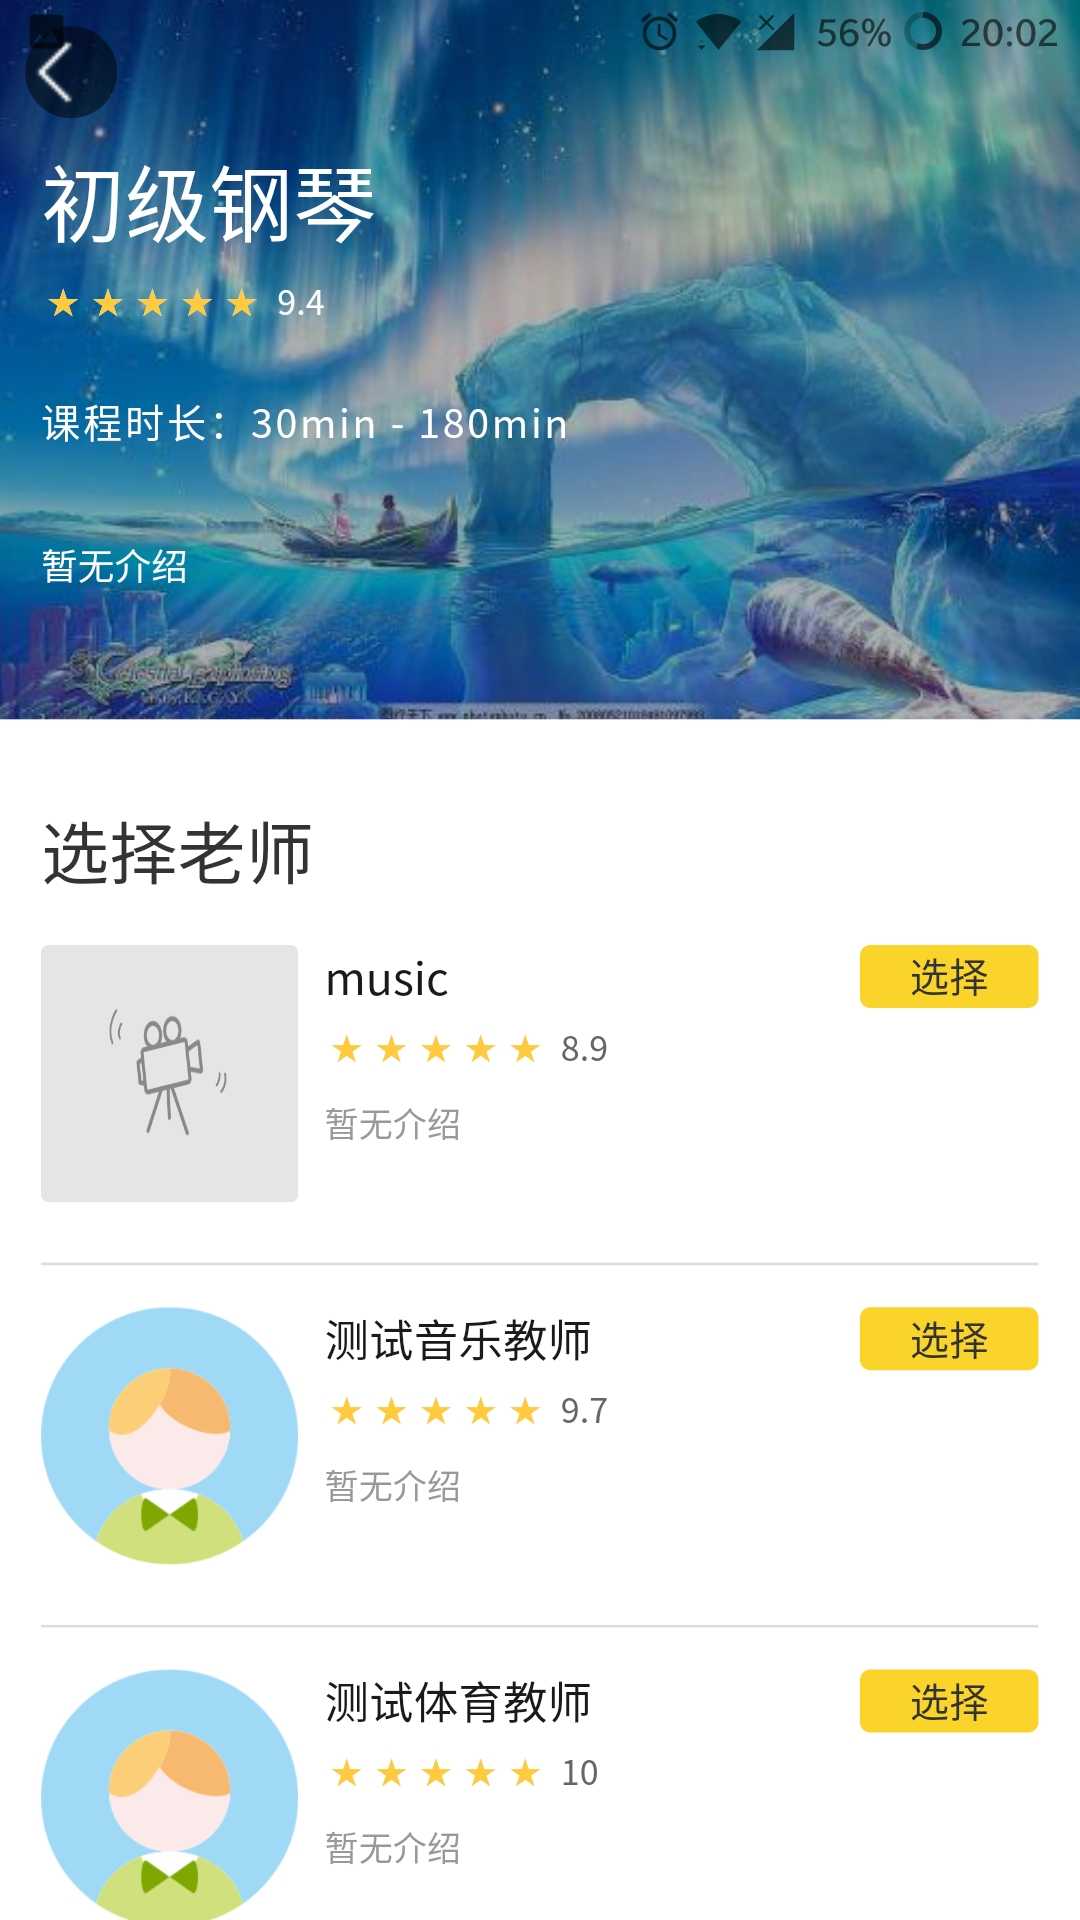 56% 20:02
初级钢琴
9.4
课程时长：30min - 180min
暂无介绍
选择老师
music
选择
8.9
暂无介绍
测试音乐教师
选择
9.7
暂无介绍
测试体育教师
选择
10
暂无介绍